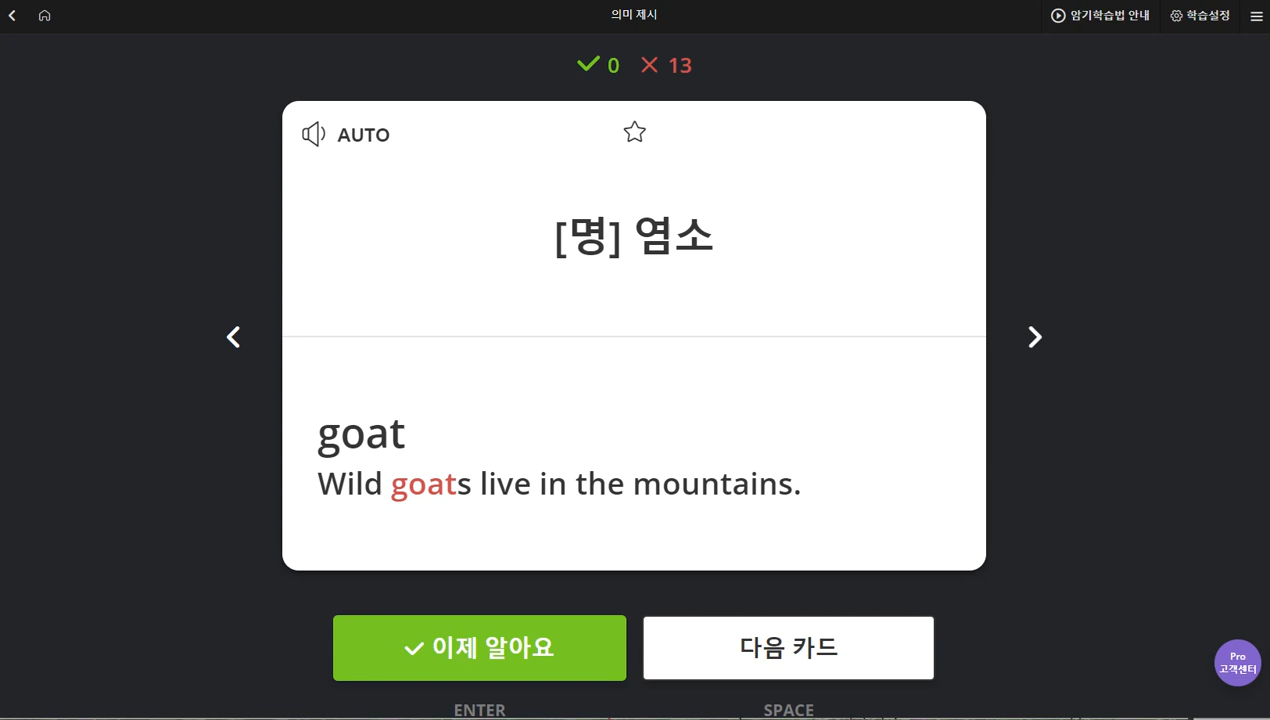 의미 제시
암기학습법 안내
학습설정
0
13
AUTO
[명] 염소
goat
Wild goats live in the mountains.
이제 알아요
다음 카드
Pro
고객센터
ENTER
SPACE